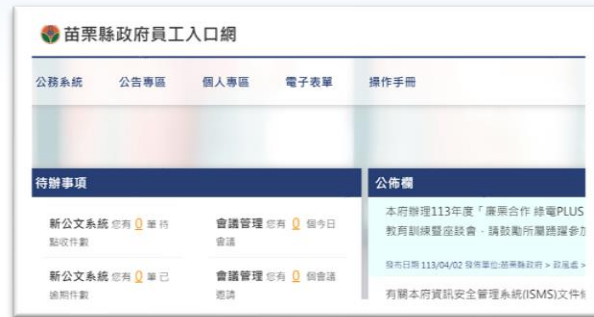 苗栗縣政府員工入口網
公務系統 公告專區 個人專區 電子表單 操作手冊
待辦事項
新公文系統 您有 0 筆 待
點收件數
會議管理 您有 0 個今日
會議
新公文系統 您有 0 筆 已
逾期件數
會議管理 您有 0 個會議
邀請
公佈欄
本府辦理113年度「廉栗合作 綠電PLUS
教育訓練暨座談會，請鼓勵所屬踴躍參加
發布日期 113/04/02 發佈單位:苗栗縣政府 > 政風處 >
有關本府資訊安全管理系統(ISMS)文件